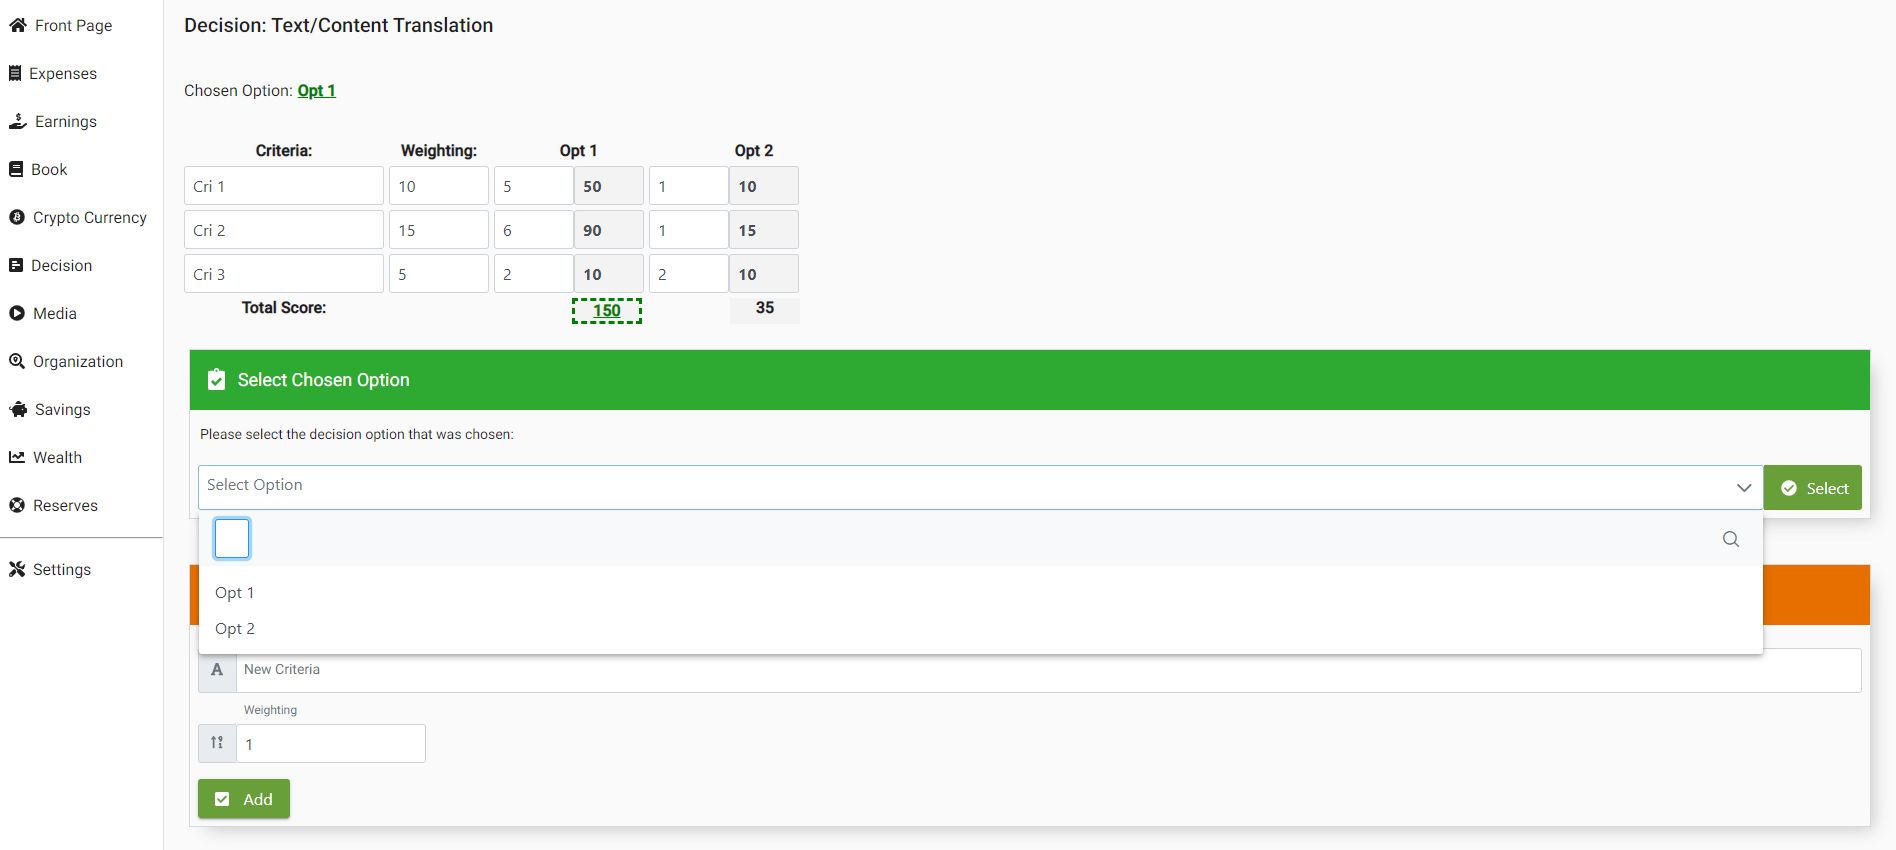 Front Page
Expenses
Earnings
Book
Crypto Currency
Decision
Media
Organization
Savings
Wealth
Reserves
Settings
Decision: Text/Content Translation
Chosen Option: Opt 1
Criteria: Weighting: Opt 1 Opt 2
Cri 1 10 5 50 1 10
Cri 2 15 6 90 1 15
Cri 3 5 2 10 2 10
Total Score: 150 35
Select Chosen Option
Please select the decision option that was chosen:
Select Option Select
Opt 1
Opt 2
A New Criteria
Weighting
1
Add